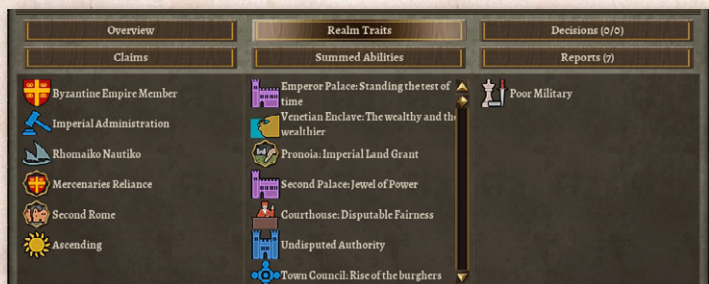 Overview
Realm Traits
Decisions (0/0)
Claims
Summed Abilities
Reports (7)
Byzantine Empire Member
Imperial Administration
Rhomaiko Nautiko
Mercenaries Reliance
Second Rome
Ascending
Emperor Palace: Standing the test of
time
Venetian Enclave: The wealthy and the
wealthier
Pronoia: Imperial Land Grant
Second Palace: Jewel of Power
Courthouse: Disputable Fairness
Undisputed Authority
Town Council: Rise of the burghers
Poor Military